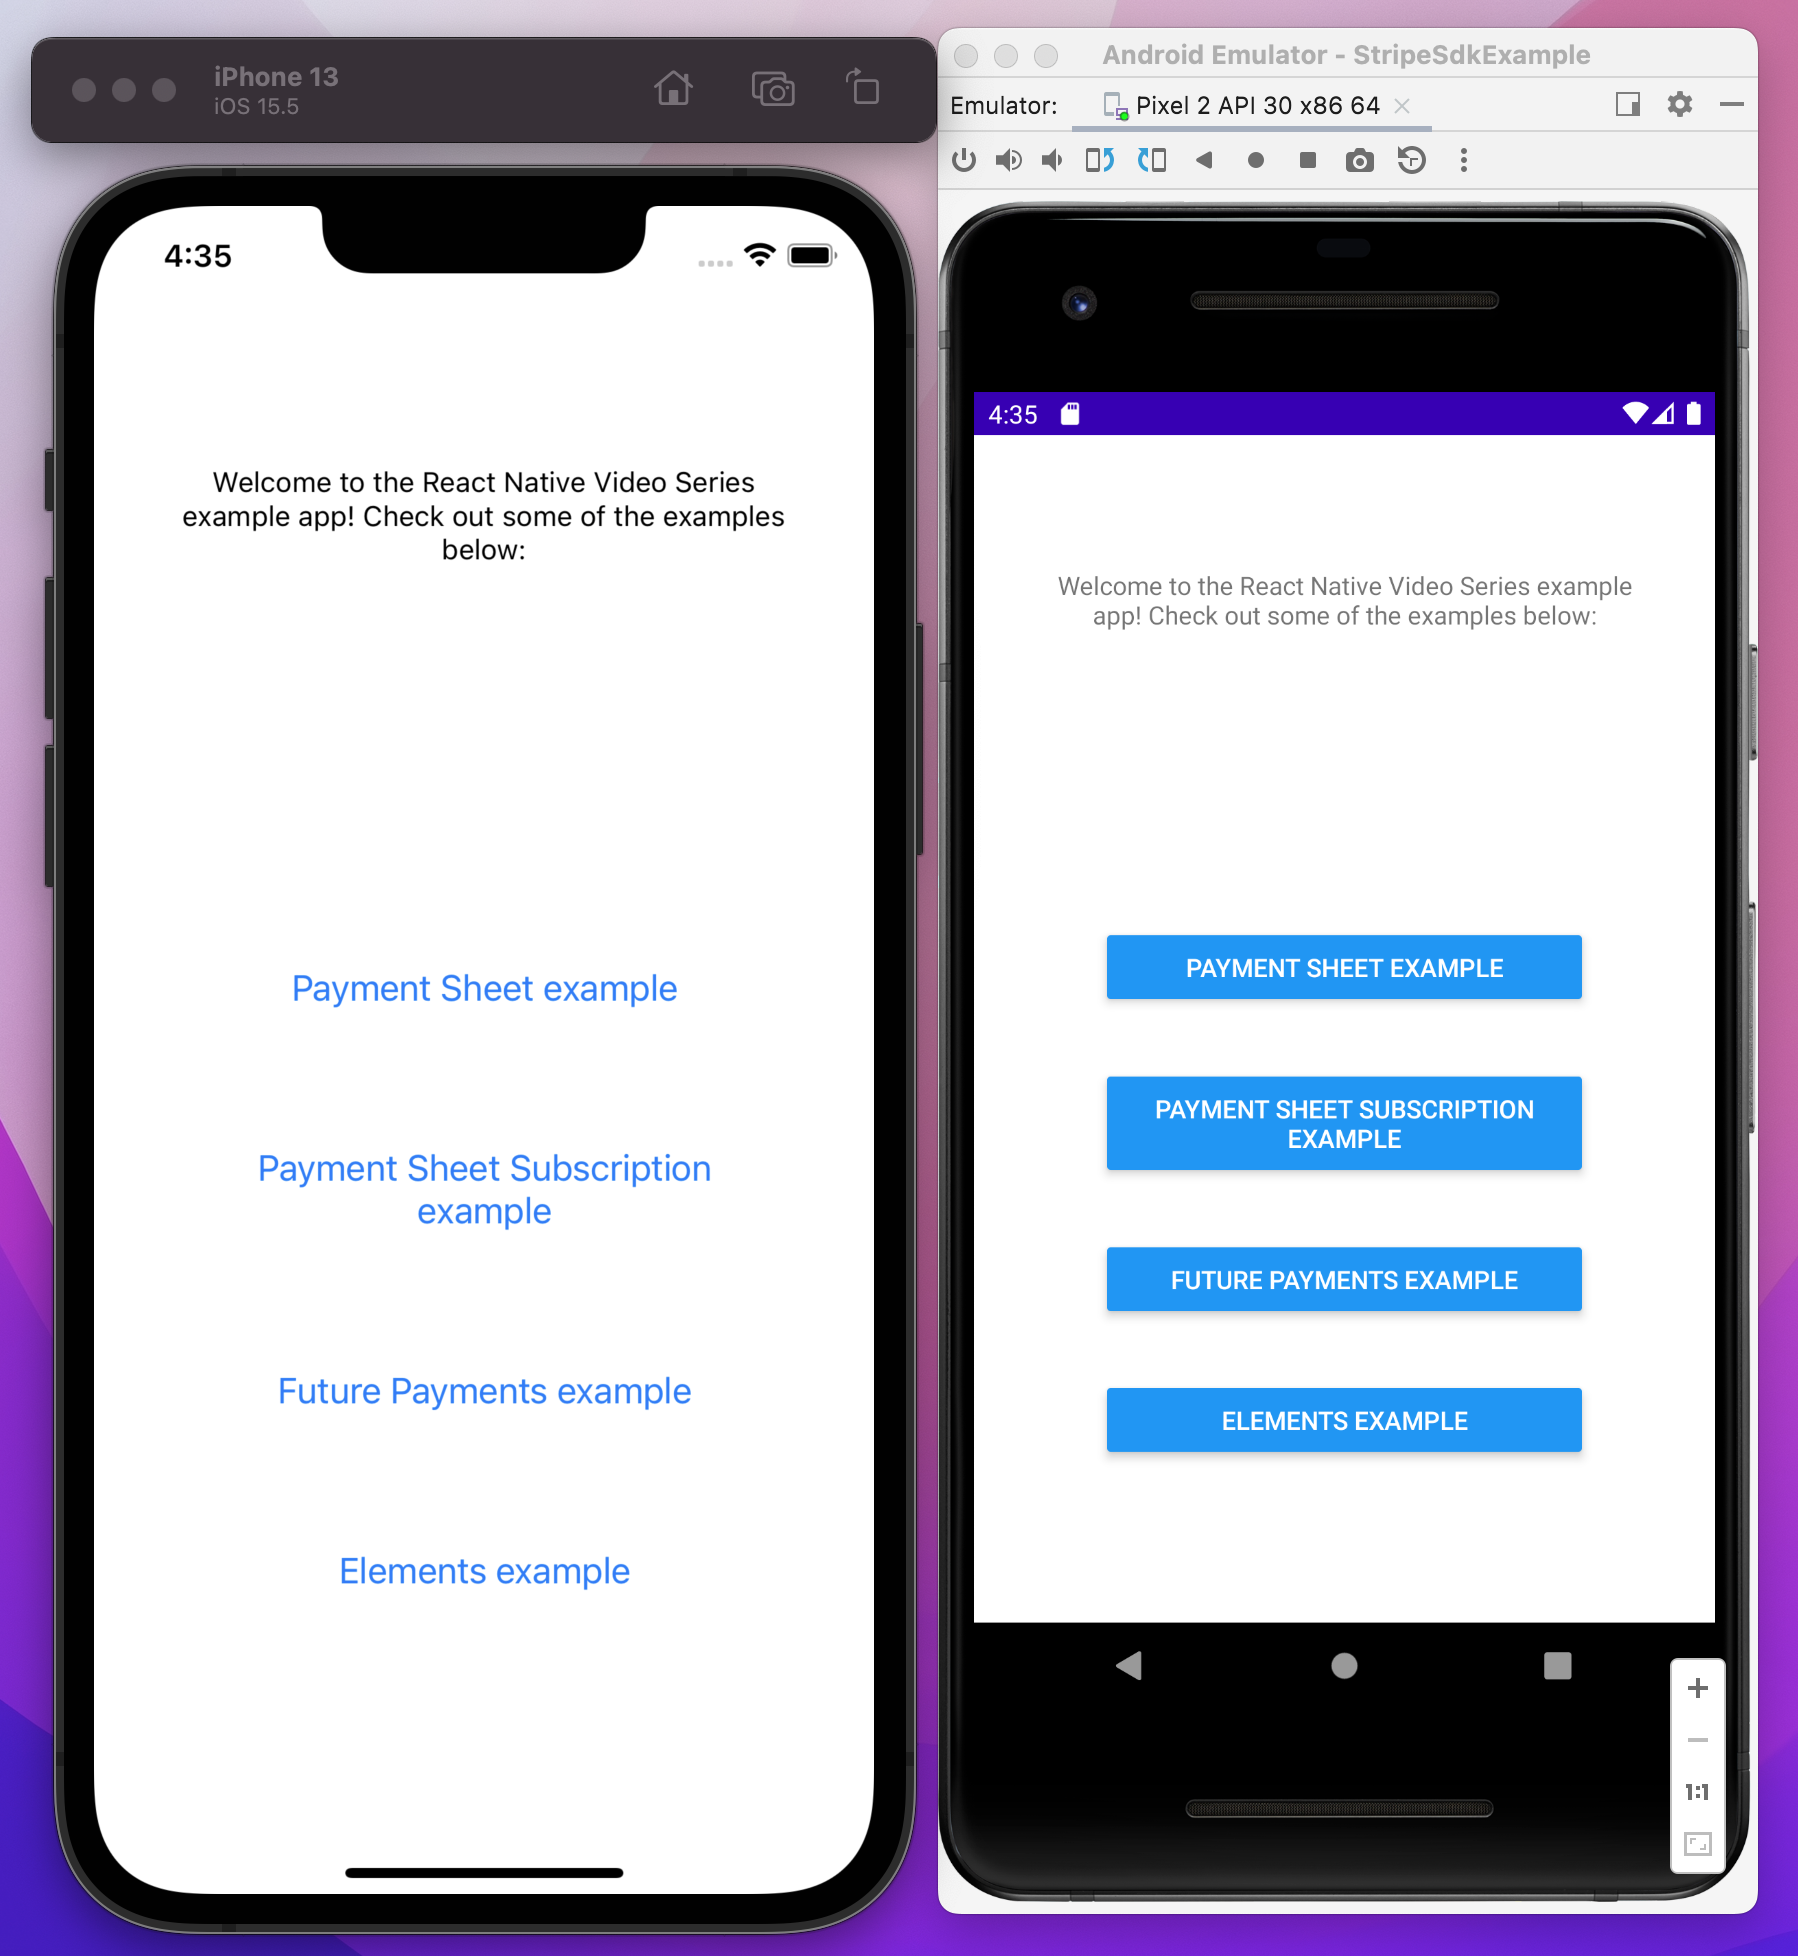 iPhone 13
iOS 15.5
4:35
Welcome to the React Native Video Series
example app! Check out some of the examples
below:
Payment Sheet example
Payment Sheet Subscription
example
Future Payments example
Elements example
Android Emulator - StripeSdkExample
Emulator:
Pixel 2 API 30 x86 64
4:35
Welcome to the React Native Video Series example
app! Check out some of the examples below:
PAYMENT SHEET EXAMPLE
PAYMENT SHEET SUBSCRIPTION
EXAMPLE
FUTURE PAYMENTS EXAMPLE
ELEMENTS EXAMPLE
1:1